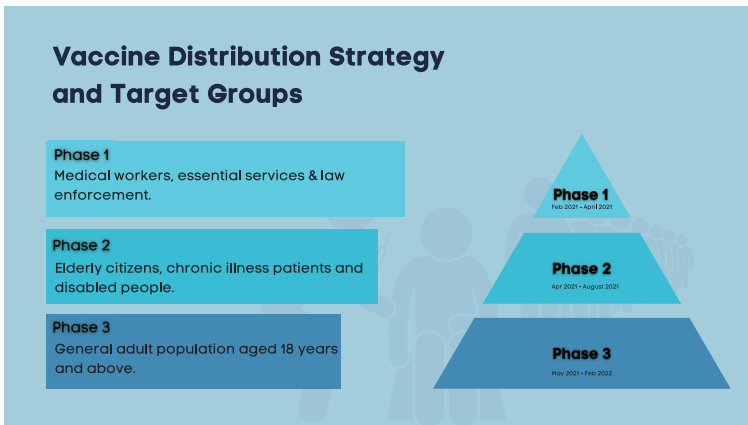 Vaccine Distribution Strategy
and Target Groups
Phase 1
Medical workers, essential services & law
enforcement.
Phase 2
Elderly citizens, chronic illness patients and
disabled people.
Phase 3
General adult population aged 18 years
and above.
Phase 1
Feb 2021 - April 2021
Phase 2
Apr 2021 - August 2021
Phase 3
May 2021 - Feb 2022